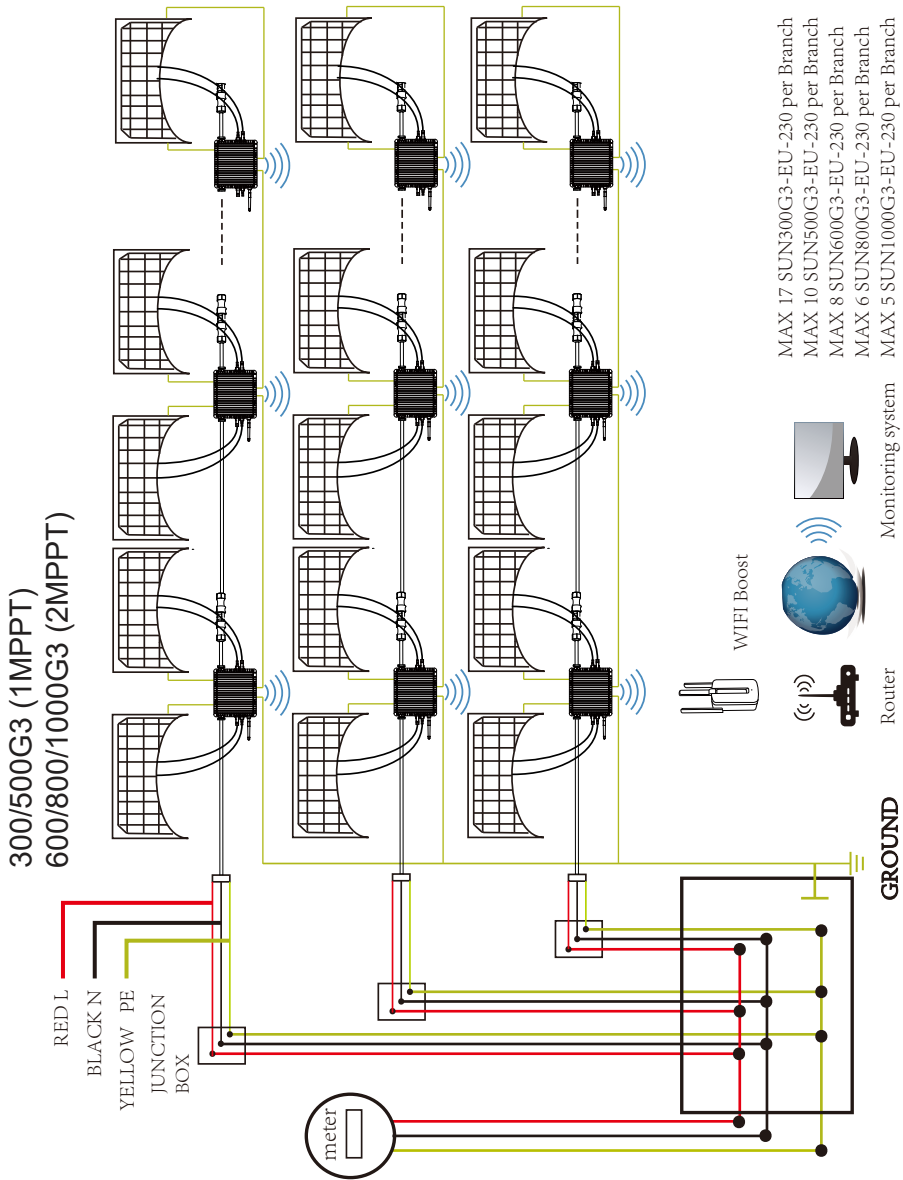 300/500G3 (1MPPT)
600/800/1000G3 (2MPPT)
RED L
BLACK N
YELLOW PE
JUNCTION
BOX
meter
GROUND
WIFI Boost
Router
Monitoring system
MAX 17 SUN300G3-EU-230 per Branch
MAX 10 SUN500G3-EU-230 per Branch
MAX 8 SUN600G3-EU-230 per Branch
MAX 6 SUN800G3-EU-230 per Branch
MAX 5 SUN1000G3-EU-230 per Branch